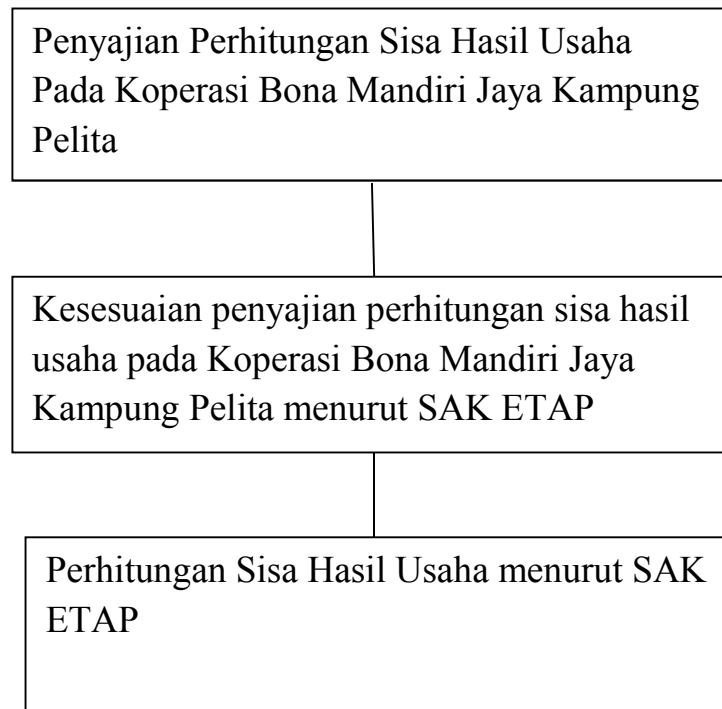 Penyajian Perhitungan Sisa Hasil Usaha
Pada Koperasi Bona Mandiri Jaya Kampung
Pelita
Kesesuaian penyajian perhitungan sisa hasil
usaha pada Koperasi Bona Mandiri Jaya
Kampung Pelita menurut SAK ETAP
Perhitungan Sisa Hasil Usaha menurut SAK
ETAP